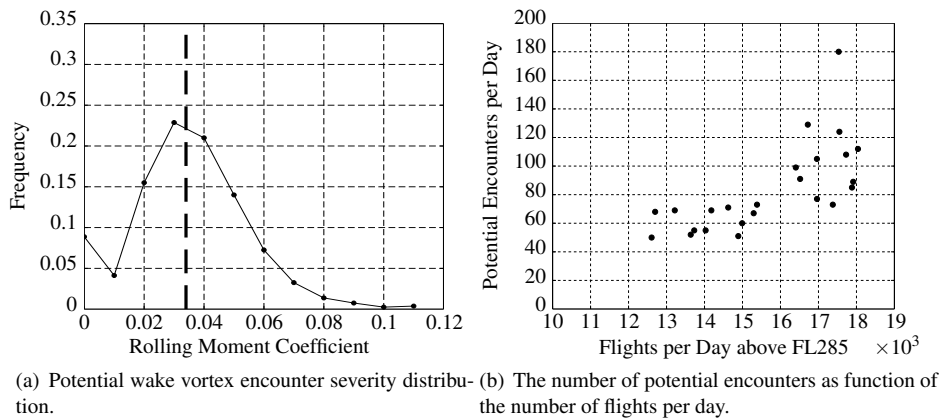 0.35
0.3
0.25
0.2
0.15
0.1
0.05
0
Frequency
0 0.02 0.04 0.06 0.08 0.1 0.12
Rolling Moment Coefficient
(a) Potential wake vortex encounter severity distribu-
tion.
200
180
160
140
120
100
80
60
40
20
0
Potential Encounters per Day
10 11 12 13 14 15 16 17 18 19
Flights per Day above FL285 ×10³
(b) The number of potential encounters as function of
the number of flights per day.